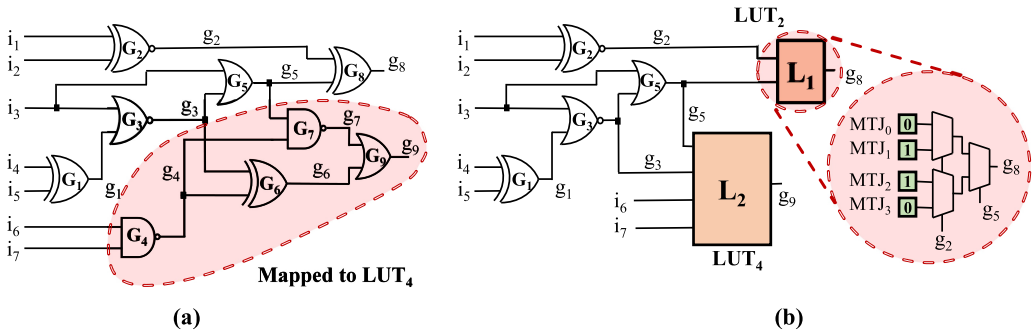 i₁
i₂
G₂
g₂
G₈
g₈
i₃
G₅
g₅
G₃
g₃
G₇
g₇
i₄
i₅
G₁
g₁
g₄
G₆
g₆
G₉
g₉
i₆
i₇
G₄
Mapped to LUT₄
(a)
LUT₂
i₁
i₂
G₂
g₂
L₁
g₈
i₃
G₅
G₃
g₅
i₄
i₅
G₁
g₁
g₃
i₆
i₇
L₂
g₉
LUT₄
MTJ₀ 0
MTJ₁ 1
MTJ₂ 1
MTJ₃ 0
g₈
g₅
g₂
(b)